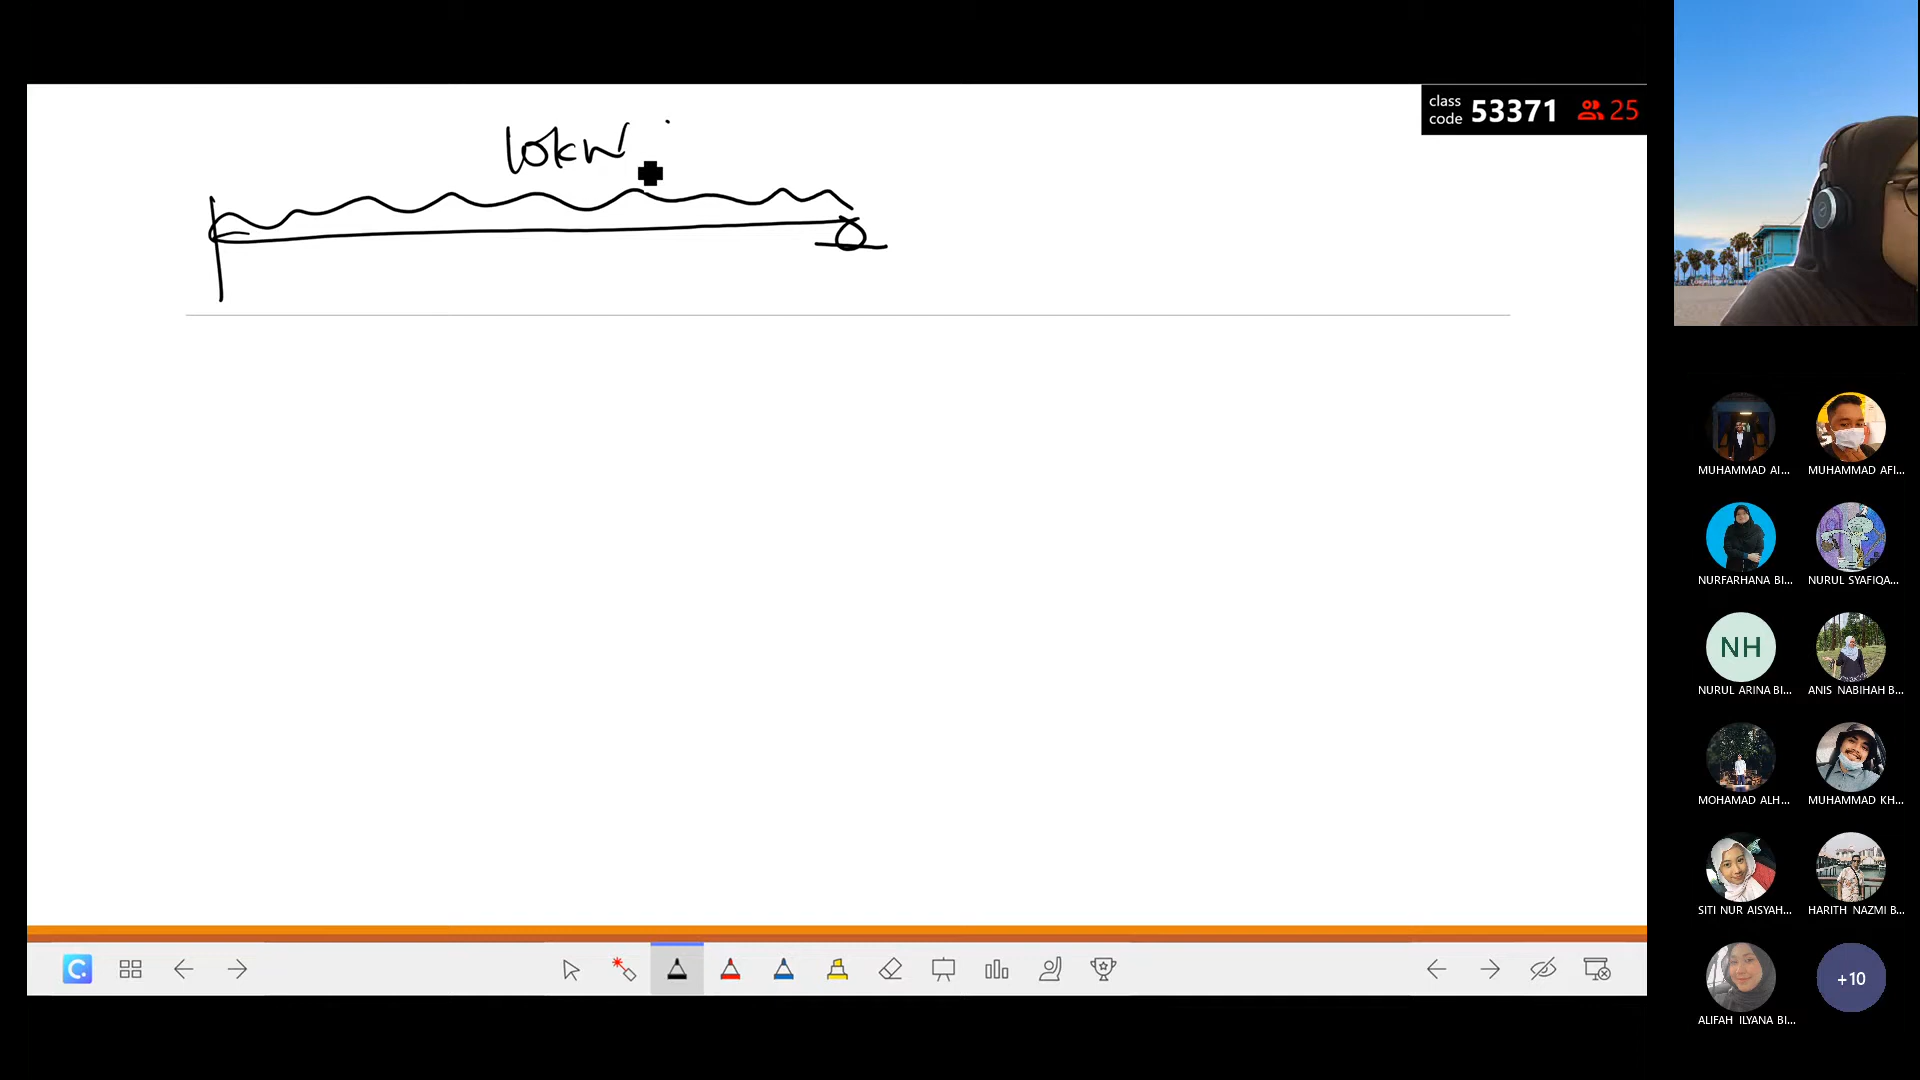 class
code 53371 25
10kN
MUHAMMAD AI...
MUHAMMAD AFI...
NURFARHANA BI...
NURUL SYAFIQA...
NH
NURUL ARINA BI...
ANIS NABIHAH B...
MOHAMAD ALH...
MUHAMMAD KH...
SITI NUR AISYAH...
HARITH NAZMI B...
ALIFAH ILYANA BI...
+10